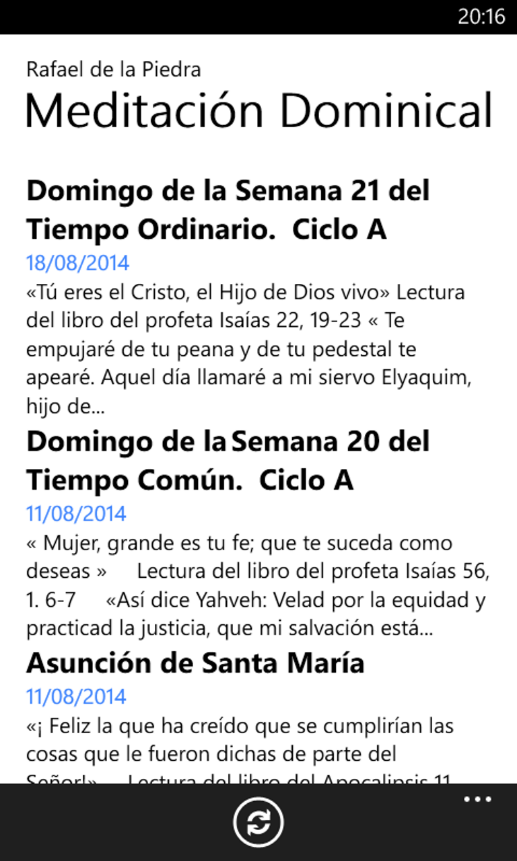 20:16
Rafael de la Piedra
Meditación Dominical
Domingo de la Semana 21 del
Tiempo Ordinario.  Ciclo A
18/08/2014
«Tú eres el Cristo, el Hijo de Dios vivo» Lectura
del libro del profeta Isaías 22, 19-23 « Te
empujaré de tu peana y de tu pedestal te
apearé. Aquel día llamaré a mi siervo Elyaquim,
hijo de...
Domingo de la Semana 20 del
Tiempo Común.  Ciclo A
11/08/2014
« Mujer, grande es tu fe; que te suceda como
deseas »     Lectura del libro del profeta Isaías 56,
1. 6-7     «Así dice Yahveh: Velad por la equidad y
practicad la justicia, que mi salvación está...
Asunción de Santa María
11/08/2014
«¡ Feliz la que ha creído que se cumplirían las
cosas que le fueron dichas de parte del
Señor!»     Lectura del libro del Apocalipsis 11